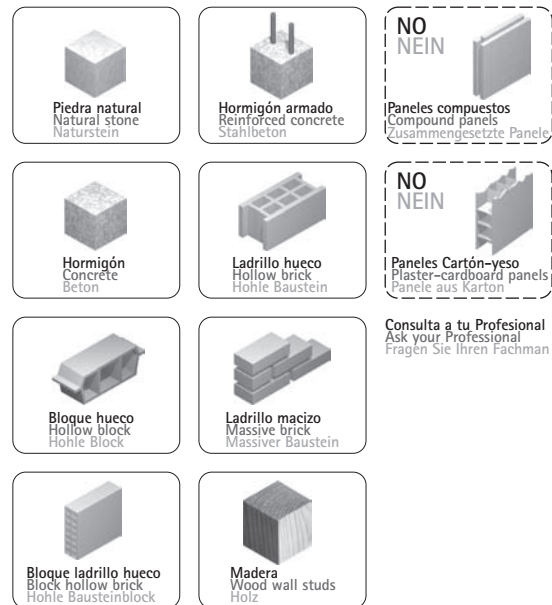 Piedra natural
Natural stone
Naturstein
Hormigón armado
Reinforced concrete
Stahlbeton
NO
NEIN
Paneles compuestos
Compound panels
Zusammengesetzte Panele
Hormigón
Concrete
Beton
Ladrillo hueco
Hollow brick
Hohle Baustein
NO
NEIN
Paneles Cartón-yeso
Plaster-cardboard panels
Panele aus Karton
Bloque hueco
Hollow block
Hohle Block
Ladrillo macizo
Massive brick
Massiver Baustein
Consulta a tu Profesional
Ask your Professional
Fragen Sie Ihren Fachman
Bloque ladrillo hueco
Block hollow brick
Hohle Bausteinblock
Madera
Wood wall studs
Holz